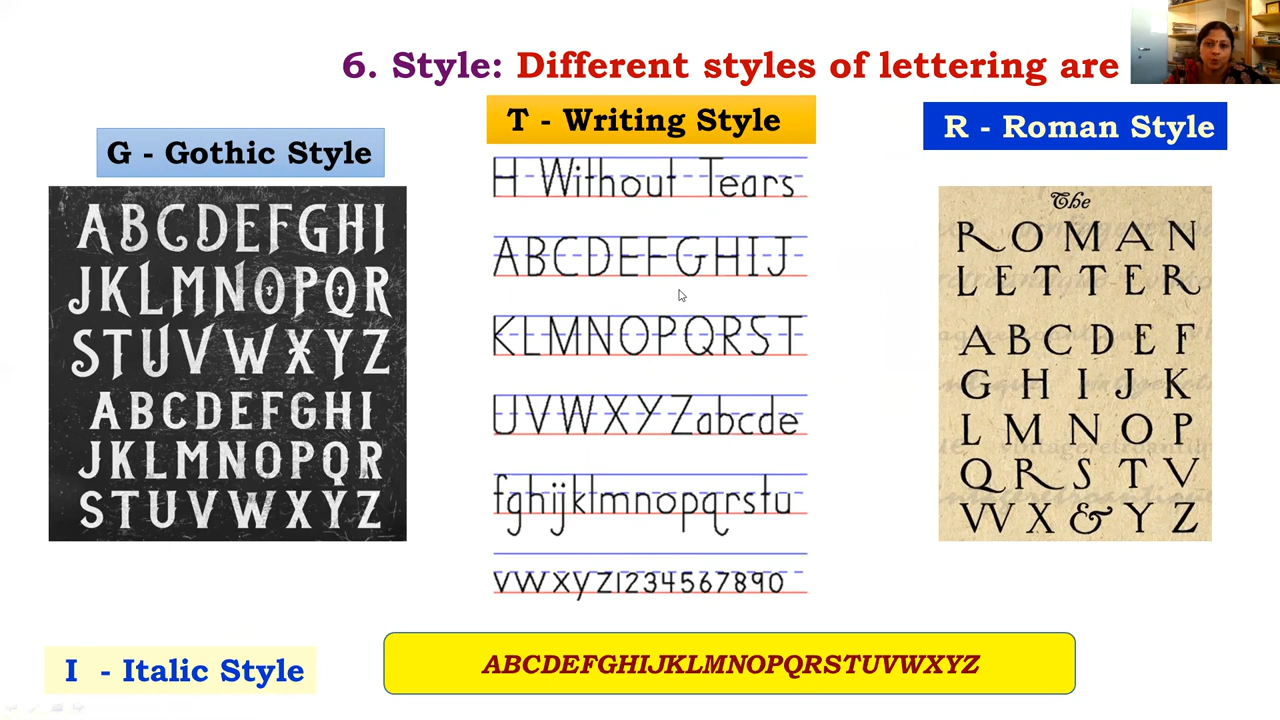 6. Style: Different styles of lettering are
G - Gothic Style
ABCDEFGHI
JKLMNOPQR
STUVWXYZ
ABCDEFGHI
JKLMNOPQR
STUVWXYZ
T - Writing Style
H Without Tears
ABCDEFGHIJ
KLMNOPQRST
UVWXYZabcde
fghijklmnopqrstu
vwxyz1234567890
R - Roman Style
The
ROMAN
LETTER
ABCDEF
GHIJK
LMNOP
QRSTV
VVX&YZ
I - Italic Style
ABCDEFGHIJKLMNOPQRSTUVWXYZ